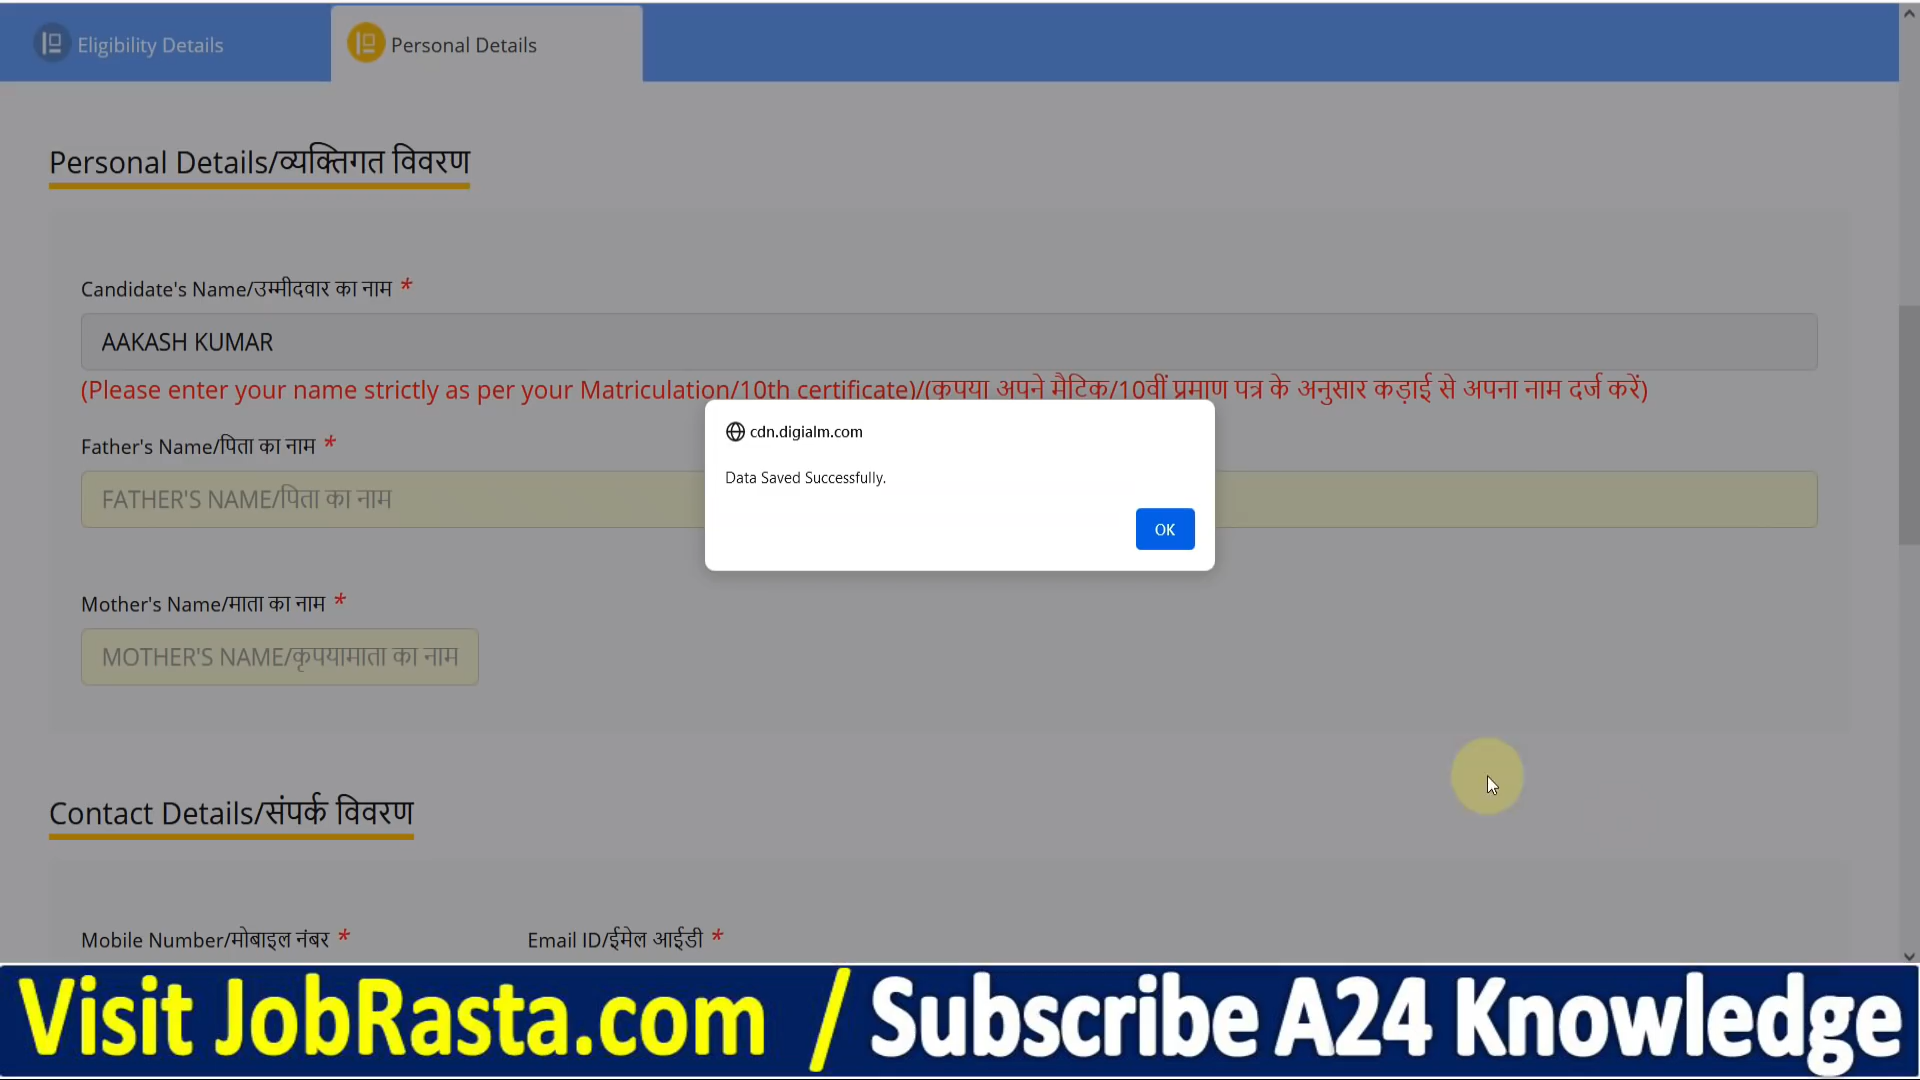 Eligibility Details
Personal Details
Personal Details/व्यक्तिगत विवरण
Candidate's Name/उम्मीदवार का नाम *
AAKASH KUMAR
(Please enter your name strictly as per your Matriculation/10th certificate)/(कृपया अपने मैट्रिक/10वीं प्रमाण पत्र के अनुसार कड़ाई से अपना नाम दर्ज करें)
cdn.digialm.com
Data Saved Successfully.
OK
Father's Name/पिता का नाम *
FATHER'S NAME/पिता का नाम
Mother's Name/माता का नाम *
MOTHER'S NAME/कृपयामाता का नाम
Contact Details/संपर्क विवरण
Mobile Number/मोबाइल नंबर *
Email ID/ईमेल आईडी *
Visit JobRasta.com / Subscribe A24 Knowledge